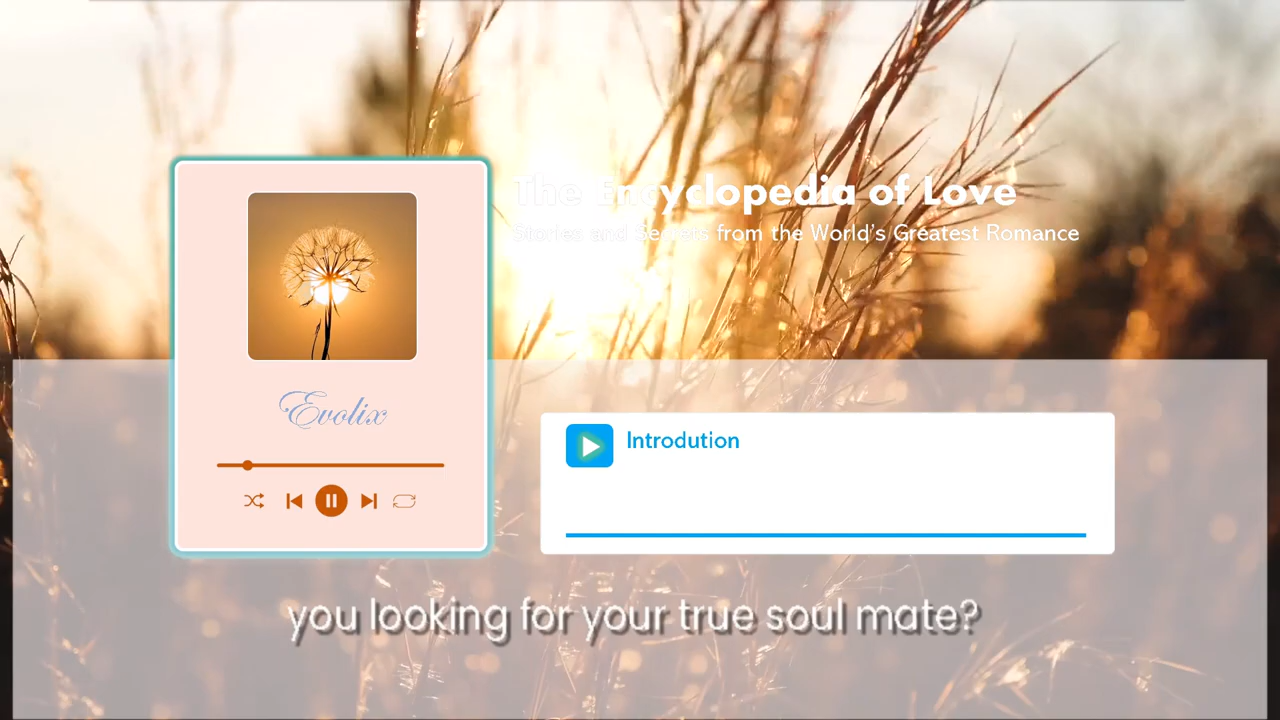 The Encyclopedia of Love
Stories and Secrets from the World's Greatest Romance
Evolix
Introdution
you looking for your true soul mate?